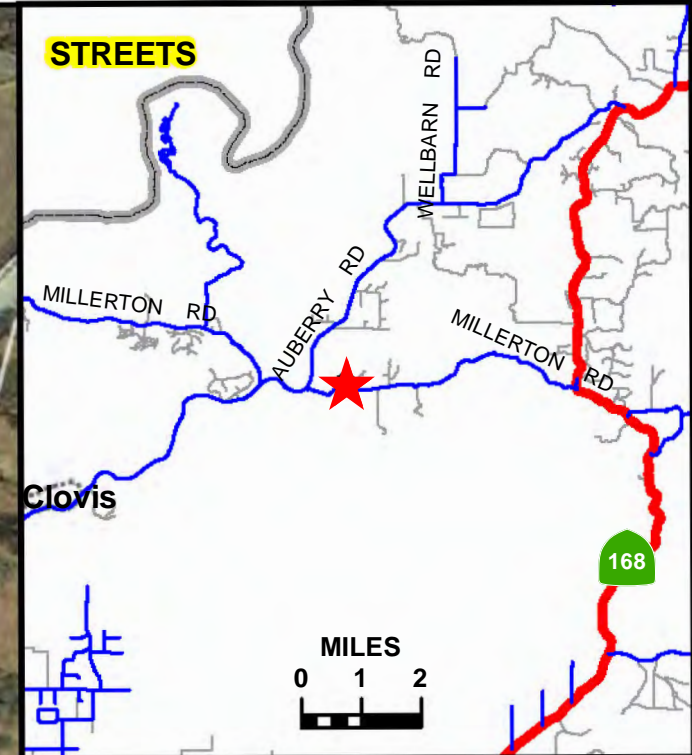 STREETS
WELLBARN RD
MILLERTON RD
AUBERRY RD
MILLERTON RD
Clovis
168
MILES
0 1 2